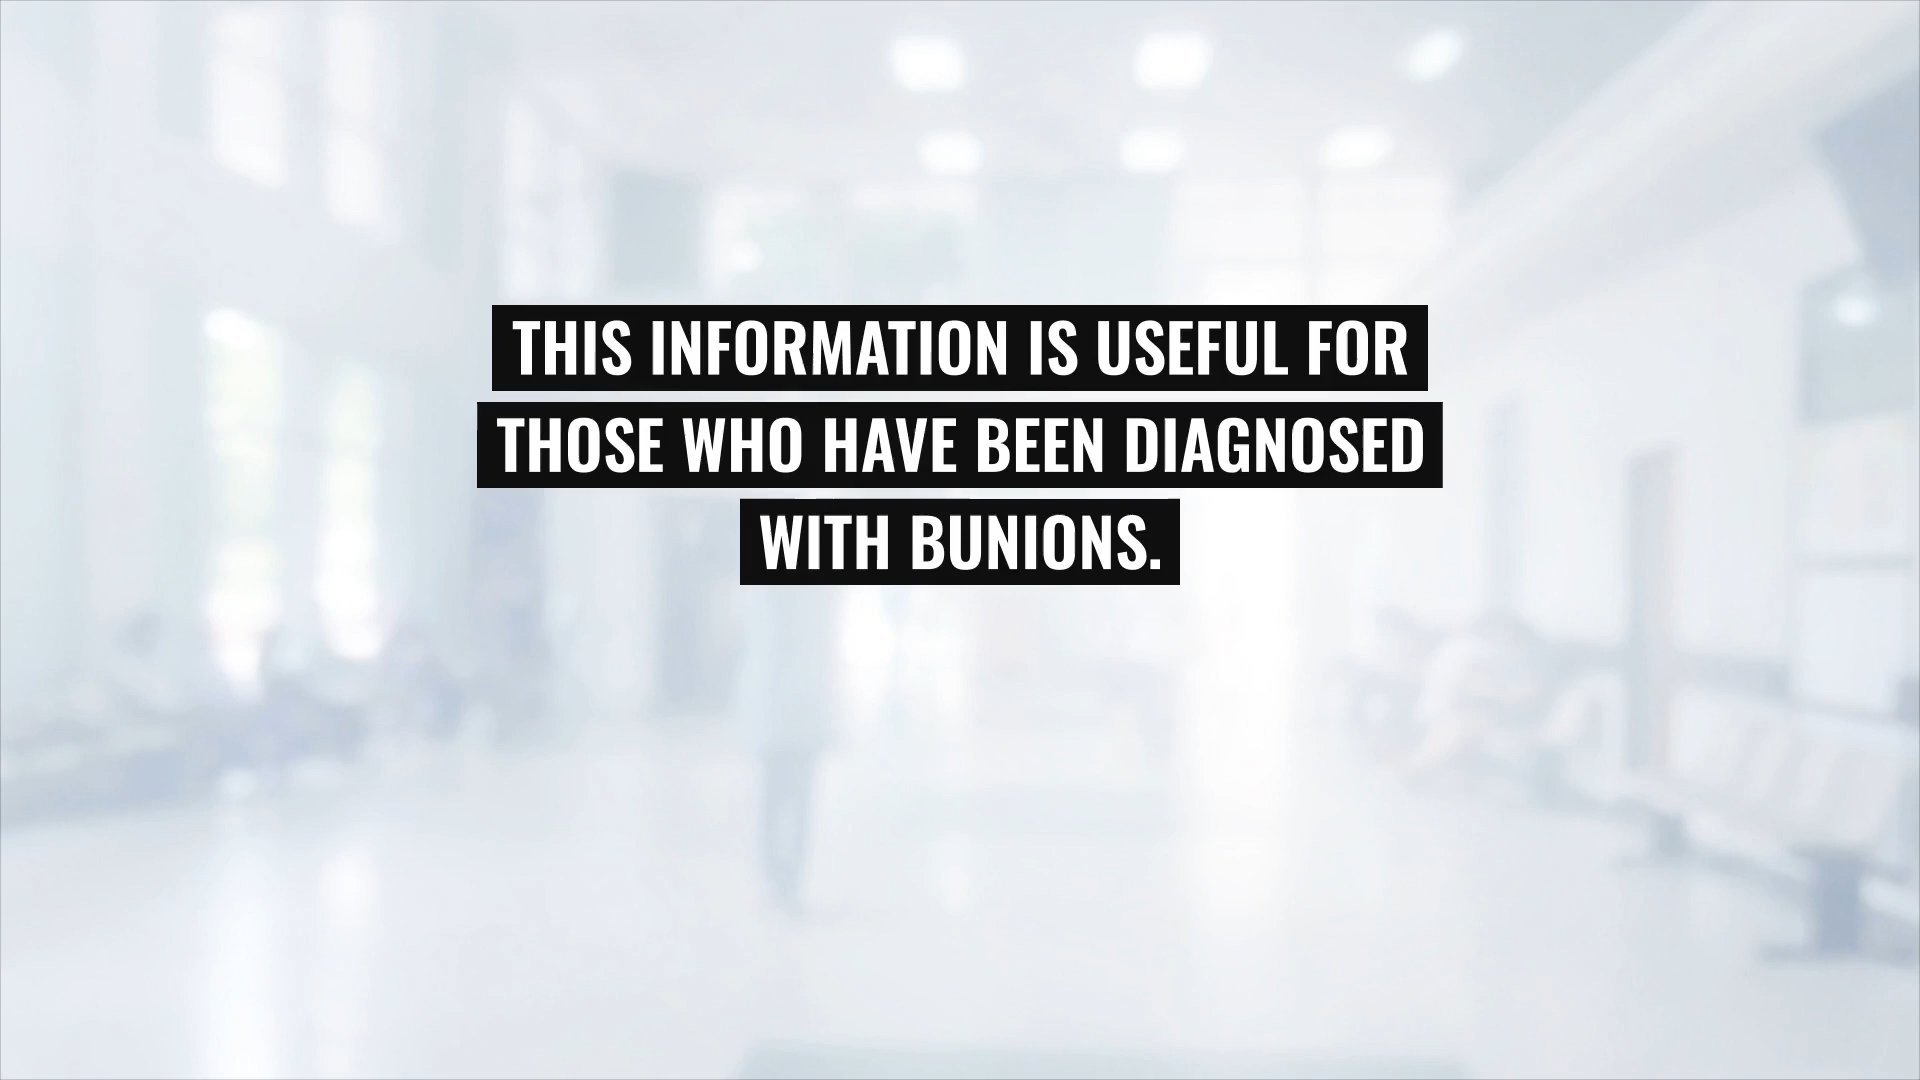 THIS INFORMATION IS USEFUL FOR
THOSE WHO HAVE BEEN DIAGNOSED
WITH BUNIONS.